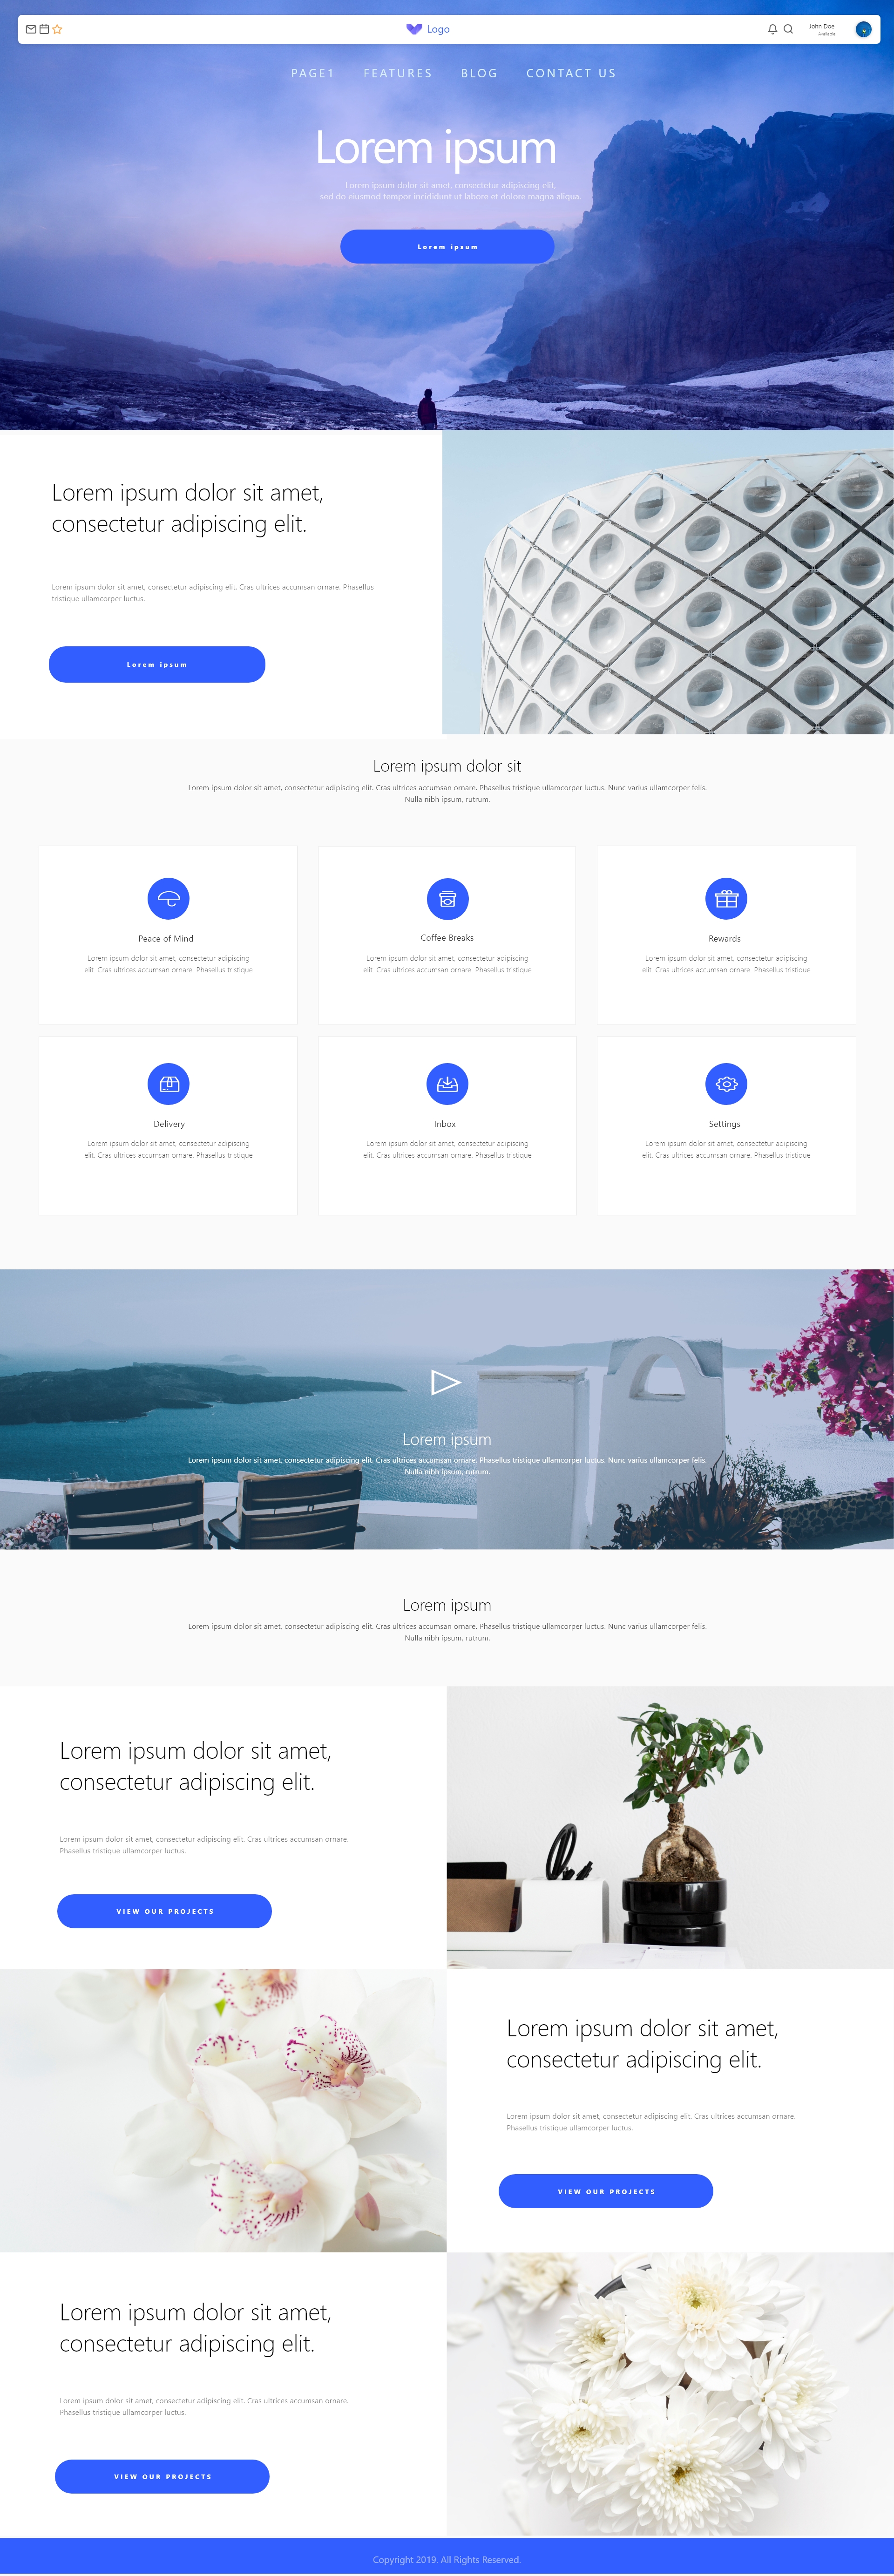 Logo
John Doe
Available
PAGE1 FEATURES BLOG CONTACT US
Lorem ipsum
Lorem ipsum dolor sit amet, consectetur adipiscing elit,
sed do eiusmod tempor incididunt ut labore et dolore magna aliqua.
Lorem ipsum
Lorem ipsum dolor sit amet,
consectetur adipiscing elit.
Lorem ipsum dolor sit amet, consectetur adipiscing elit. Cras ultrices accumsan ornare. Phasellus
tristique ullamcorper luctus.
Lorem ipsum
Lorem ipsum dolor sit
Lorem ipsum dolor sit amet, consectetur adipiscing elit. Cras ultrices accumsan ornare. Phasellus tristique ullamcorper luctus. Nunc varius ullamcorper felis.
Nulla nibh ipsum, rutrum.
Peace of Mind
Lorem ipsum dolor sit amet, consectetur adipiscing
elit. Cras ultrices accumsan ornare. Phasellus tristique
Coffee Breaks
Lorem ipsum dolor sit amet, consectetur adipiscing
elit. Cras ultrices accumsan ornare. Phasellus tristique
Rewards
Lorem ipsum dolor sit amet, consectetur adipiscing
elit. Cras ultrices accumsan ornare. Phasellus tristique
Delivery
Lorem ipsum dolor sit amet, consectetur adipiscing
elit. Cras ultrices accumsan ornare. Phasellus tristique
Inbox
Lorem ipsum dolor sit amet, consectetur adipiscing
elit. Cras ultrices accumsan ornare. Phasellus tristique
Settings
Lorem ipsum dolor sit amet, consectetur adipiscing
elit. Cras ultrices accumsan ornare. Phasellus tristique
Lorem ipsum
Lorem ipsum dolor sit amet, consectetur adipiscing elit. Cras ultrices accumsan ornare. Phasellus tristique ullamcorper luctus. Nunc varius ullamcorper felis.
Nulla nibh ipsum, rutrum.
Lorem ipsum
Lorem ipsum dolor sit amet, consectetur adipiscing elit. Cras ultrices accumsan ornare. Phasellus tristique ullamcorper luctus. Nunc varius ullamcorper felis.
Nulla nibh ipsum, rutrum.
Lorem ipsum dolor sit amet,
consectetur adipiscing elit.
Lorem ipsum dolor sit amet, consectetur adipiscing elit. Cras ultrices accumsan ornare.
Phasellus tristique ullamcorper luctus.
VIEW OUR PROJECTS
Lorem ipsum dolor sit amet,
consectetur adipiscing elit.
Lorem ipsum dolor sit amet, consectetur adipiscing elit. Cras ultrices accumsan ornare.
Phasellus tristique ullamcorper luctus.
VIEW OUR PROJECTS
Lorem ipsum dolor sit amet,
consectetur adipiscing elit.
Lorem ipsum dolor sit amet, consectetur adipiscing elit. Cras ultrices accumsan ornare.
Phasellus tristique ullamcorper luctus.
VIEW OUR PROJECTS
Copyright 2019. All Rights Reserved.